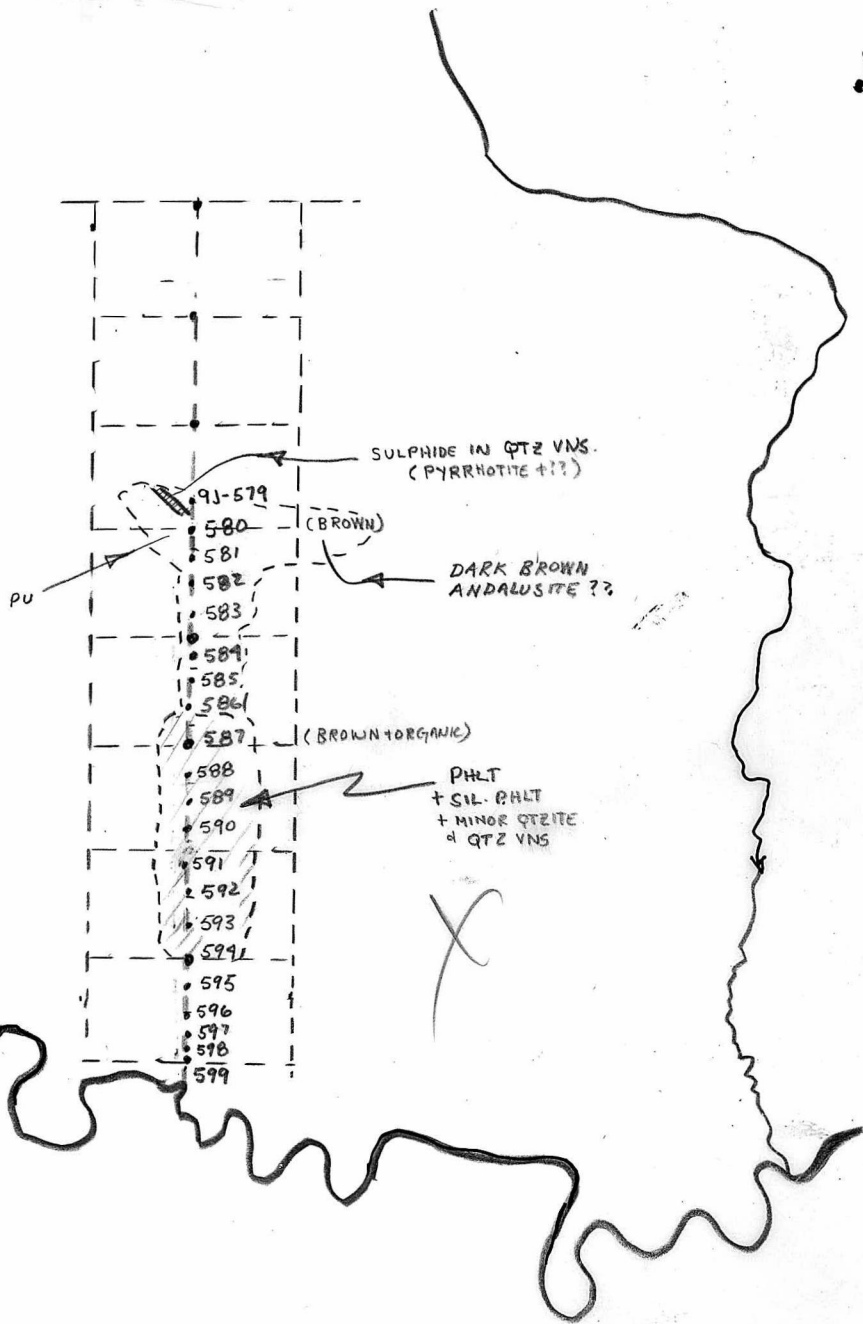 SULPHIDE IN QTZ VNS.
(PYRRHOTITE +??)
9J-579
580 (BROWN)
581
DARK BROWN
ANDALUSITE ??
582
PU
583
584
585
586
587 (BROWN+ORGANIC)
588
PHLT
+ SIL. PHLT
+ MINOR QTZITE
& QTZ VNS
589
590
591
592
593
594
595
596
597
598
599